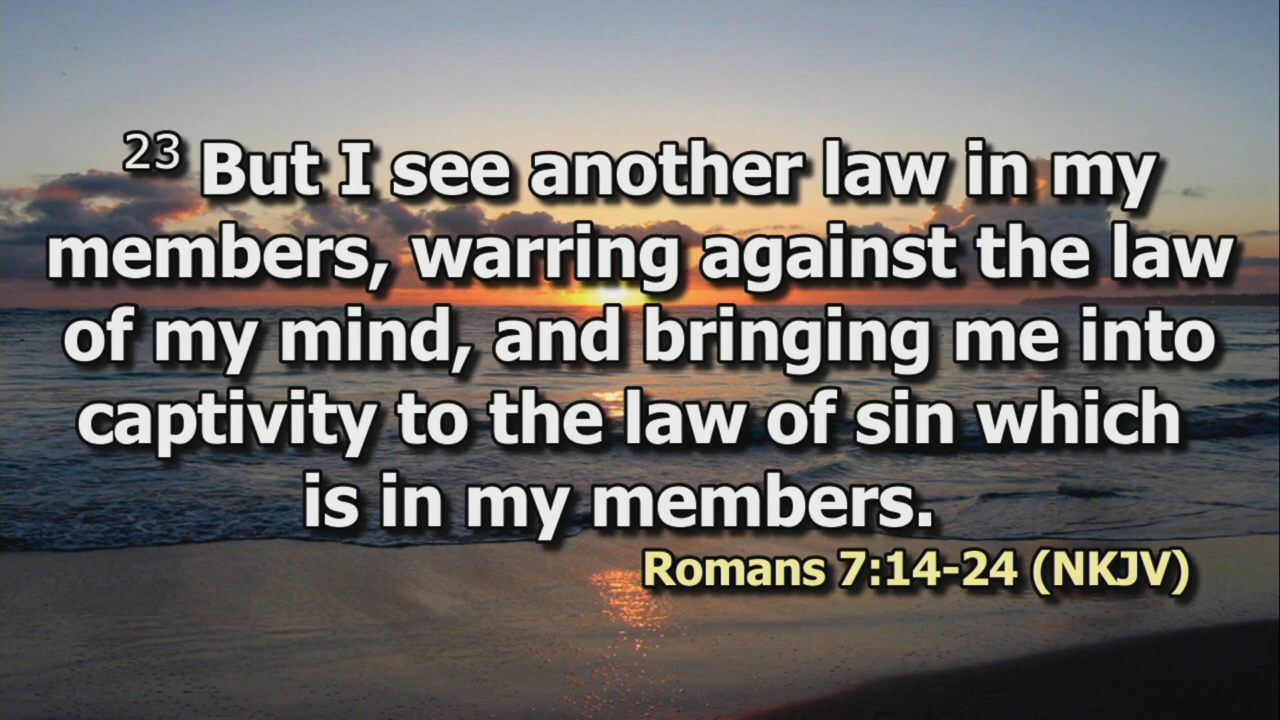 23 But I see another law in my
members, warring against the law
of my mind, and bringing me into
captivity to the law of sin which
is in my members.
Romans 7:14-24 (NKJV)